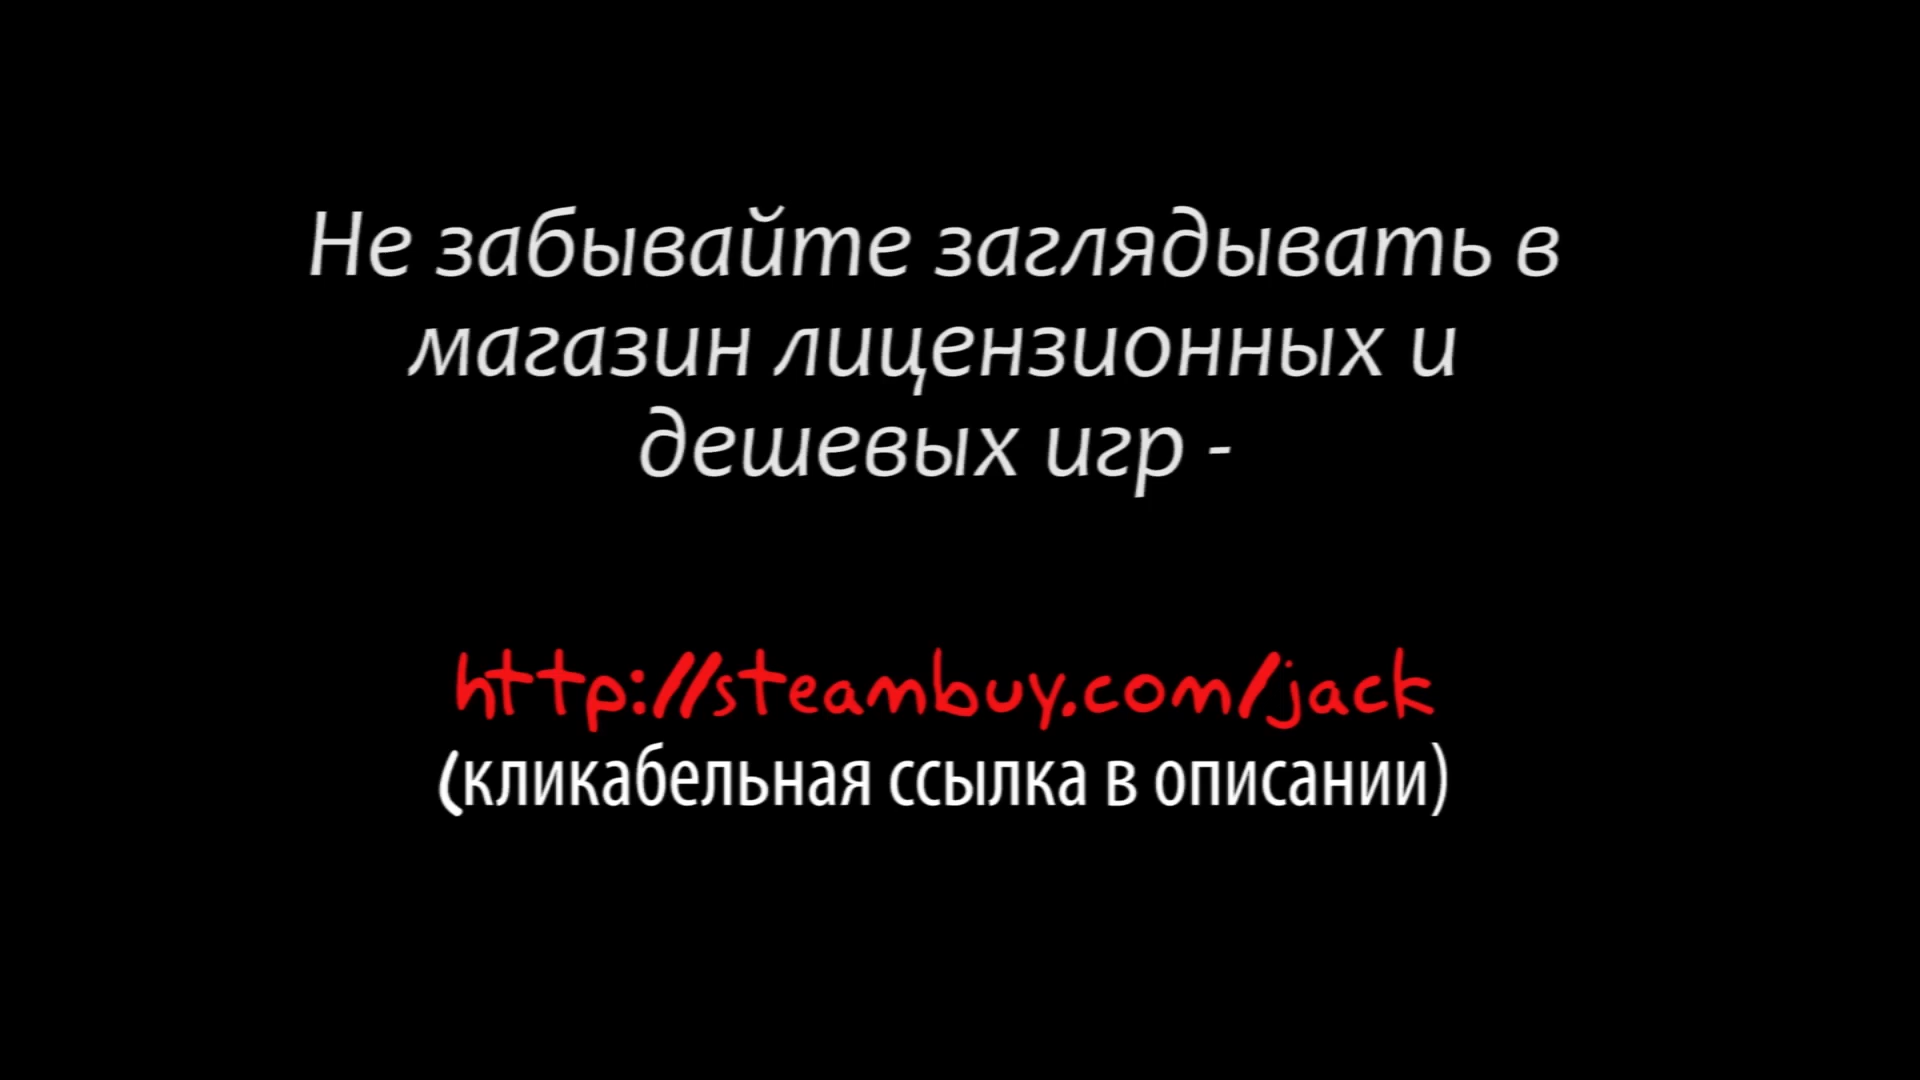 Не забывайте заглядывать в
магазин лицензионных и
дешевых игр -
http://steambuy.com/jack
(кликабельная ссылка в описании)